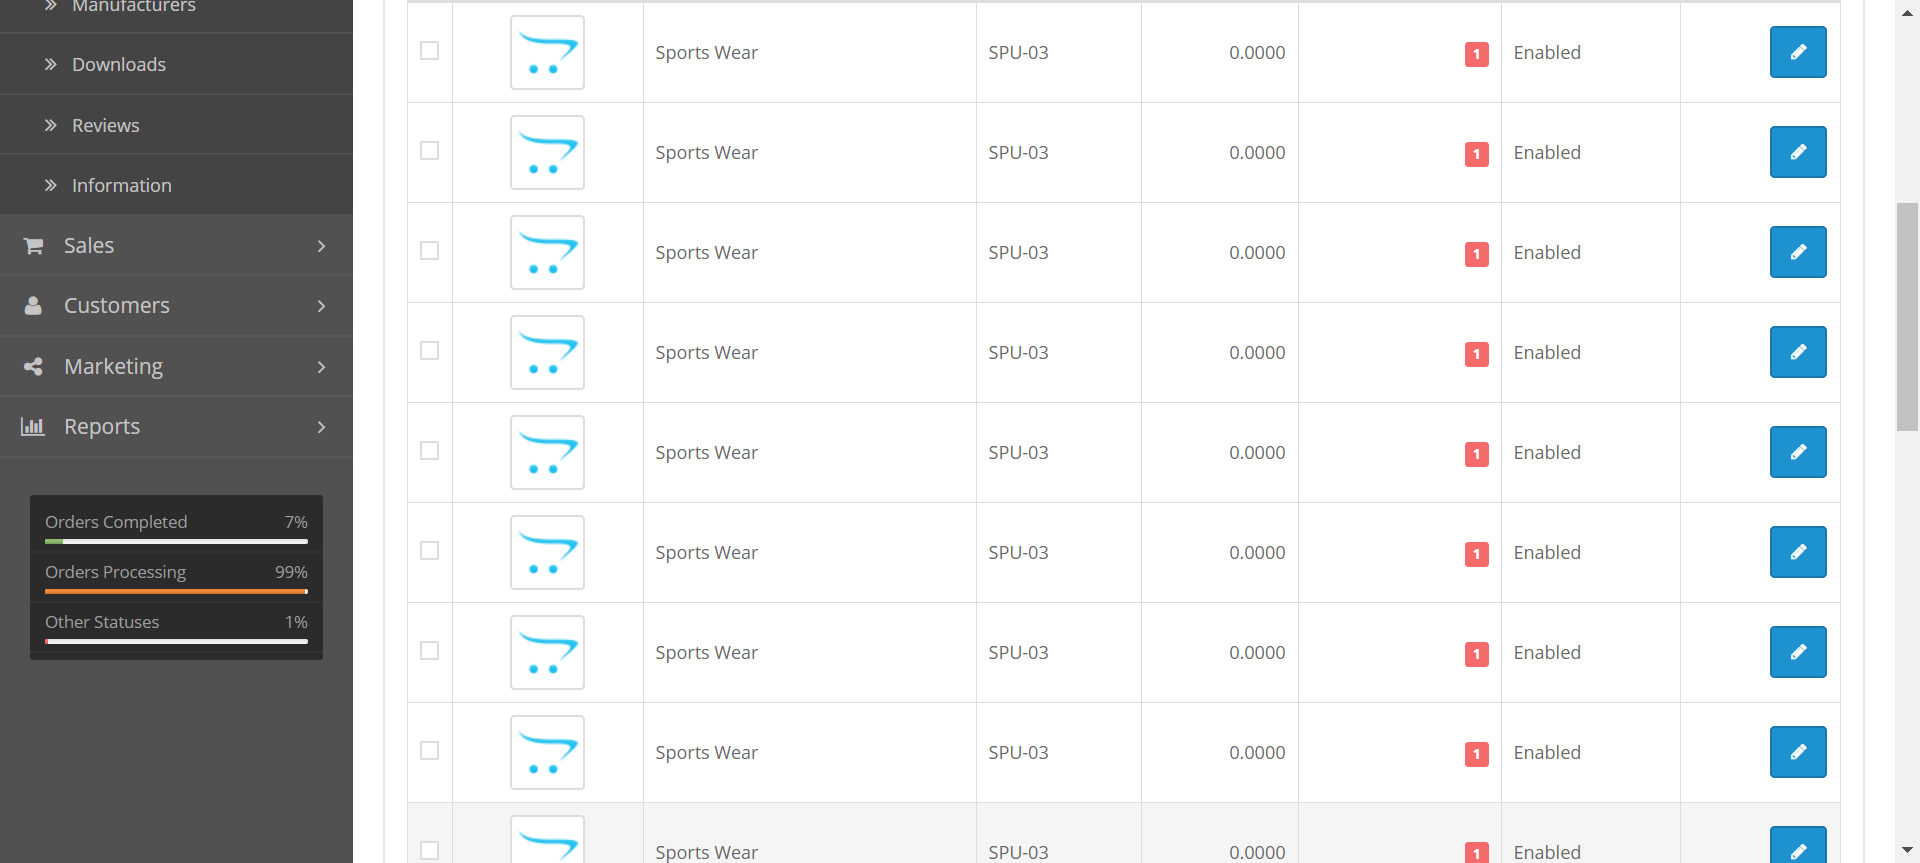 Manufacturers
Downloads
Reviews
Information
Sales
Customers
Marketing
Reports
Orders Completed 7%
Orders Processing 99%
Other Statuses 1%
Sports Wear SPU-03 0.0000 1 Enabled
Sports Wear SPU-03 0.0000 1 Enabled
Sports Wear SPU-03 0.0000 1 Enabled
Sports Wear SPU-03 0.0000 1 Enabled
Sports Wear SPU-03 0.0000 1 Enabled
Sports Wear SPU-03 0.0000 1 Enabled
Sports Wear SPU-03 0.0000 1 Enabled
Sports Wear SPU-03 0.0000 1 Enabled
Sports Wear SPU-03 0.0000 1 Enabled